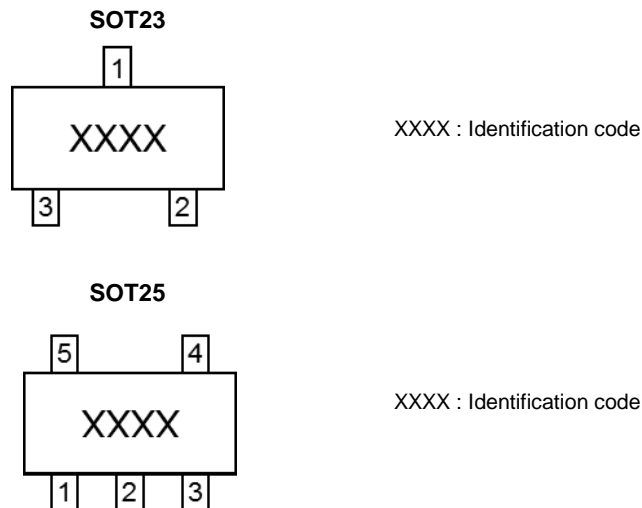 SOT23
1
XXXX
XXXX : Identification code
3 2
SOT25
5 4
XXXX
XXXX : Identification code
1 2 3